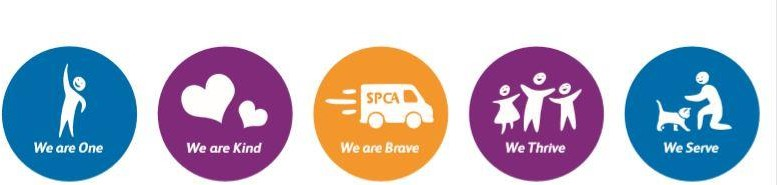 We are One
We are Kind
SPCA
We are Brave
We Thrive
We Serve